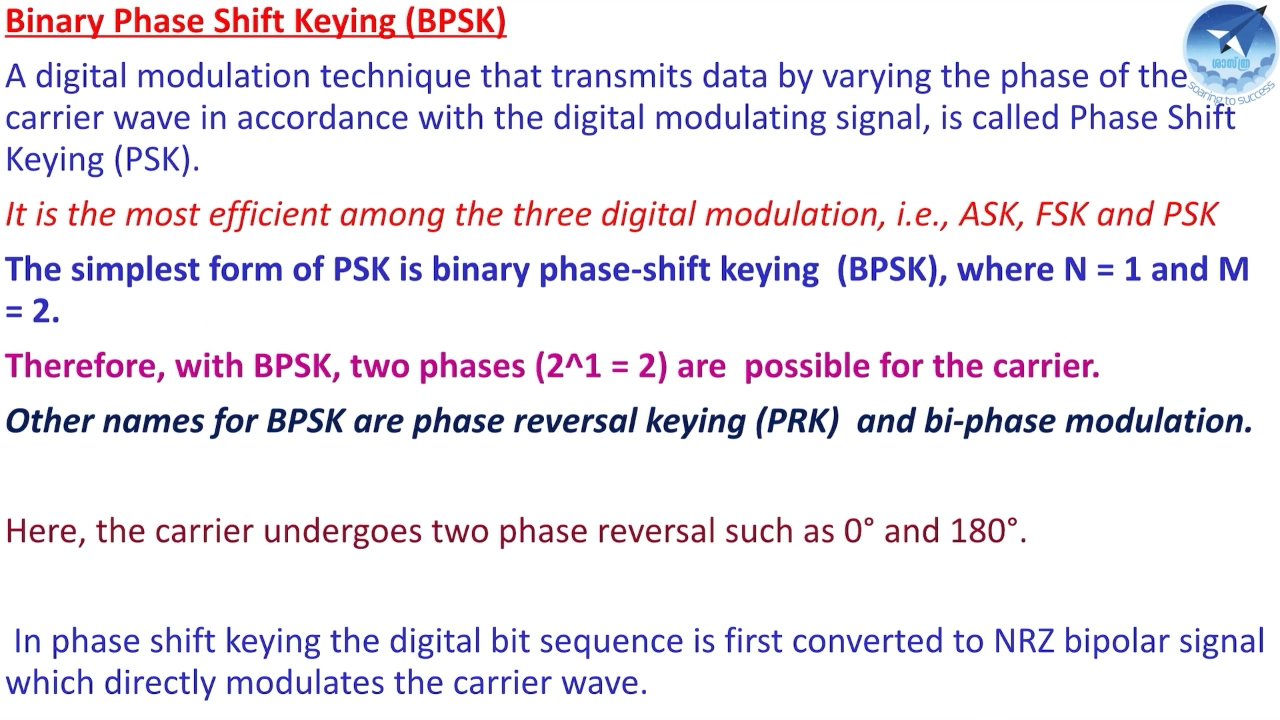 Binary Phase Shift Keying (BPSK)
A digital modulation technique that transmits data by varying the phase of the
carrier wave in accordance with the digital modulating signal, is called Phase Shift
Keying (PSK).
It is the most efficient among the three digital modulation, i.e., ASK, FSK and PSK
The simplest form of PSK is binary phase-shift keying (BPSK), where N = 1 and M
= 2.
Therefore, with BPSK, two phases (2^1 = 2) are possible for the carrier.
Other names for BPSK are phase reversal keying (PRK) and bi-phase modulation.
Here, the carrier undergoes two phase reversal such as 0° and 180°.
In phase shift keying the digital bit sequence is first converted to NRZ bipolar signal
which directly modulates the carrier wave.
ശാസ്ത്ര
soaring to success